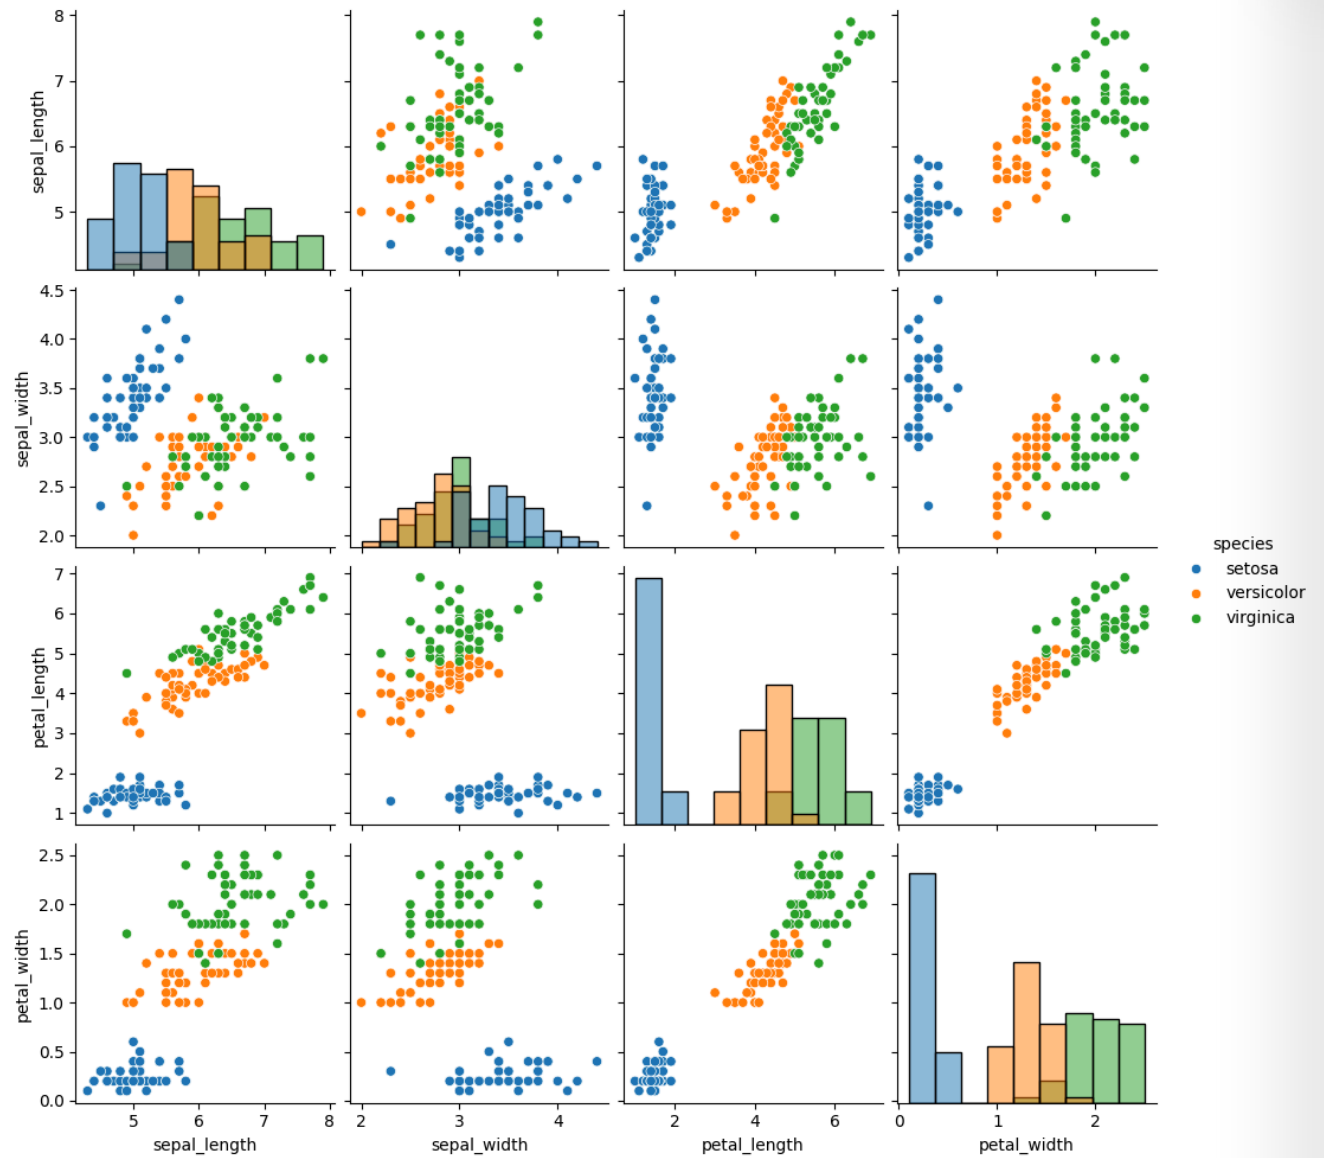 8
7
6
5
sepal_length
4.5
4.0
3.5
3.0
2.5
2.0
sepal_width
7
6
5
4
3
2
1
petal_length
2.5
2.0
1.5
1.0
0.5
0.0
petal_width
5 6 7 8
sepal_length
2 3 4
sepal_width
2 4 6
petal_length
0 1 2
petal_width
species
setosa
versicolor
virginica